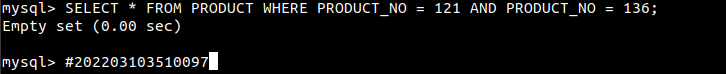 mysql> SELECT * FROM PRODUCT WHERE PRODUCT_NO = 121 AND PRODUCT_NO = 136;
Empty set (0.00 sec)
mysql> #202203103510097